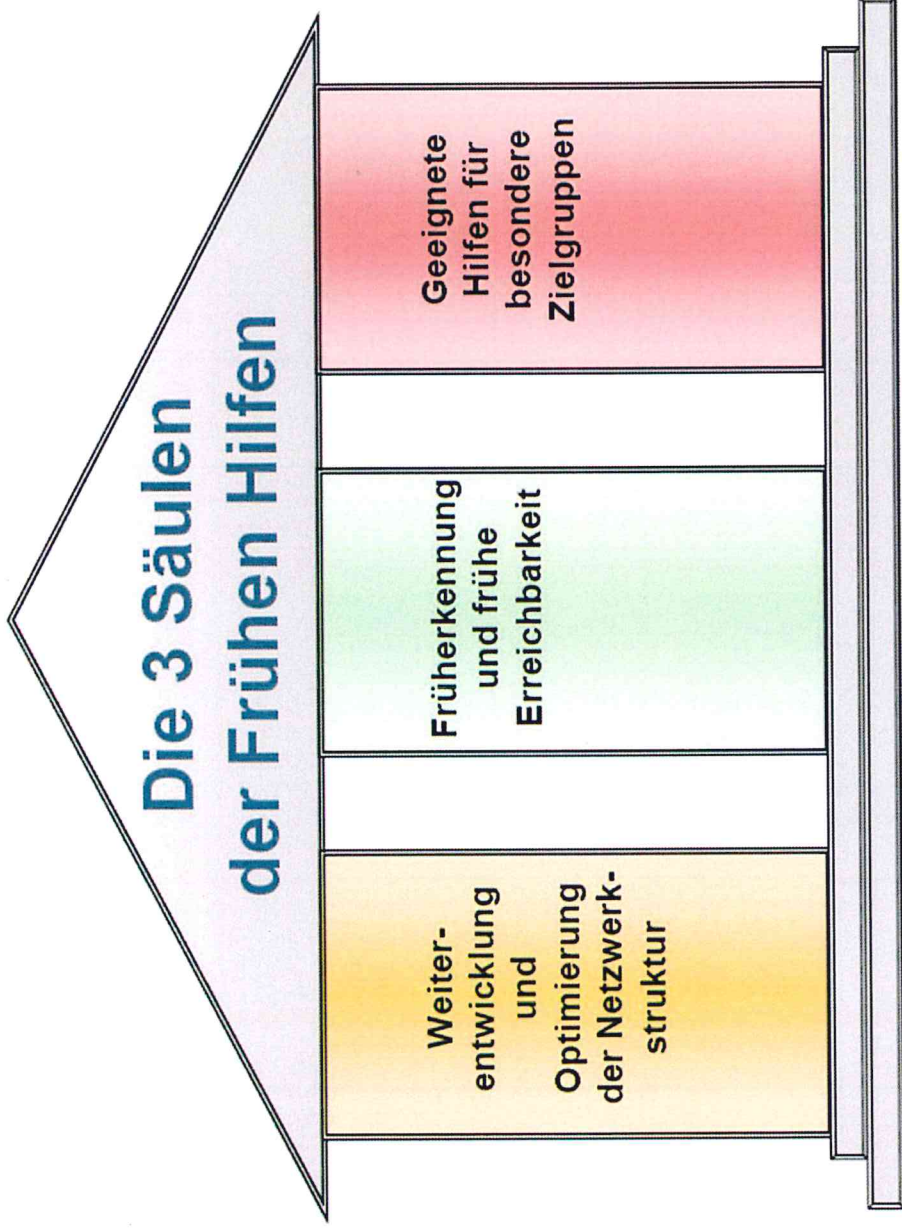 Die 3 Säulen
der Frühen Hilfen
Weiter-
entwicklung
und
Optimierung
der Netzwerk-
struktur
Früherkennung
und frühe
Erreichbarkeit
Geeignete
Hilfen für
besondere
Zielgruppen